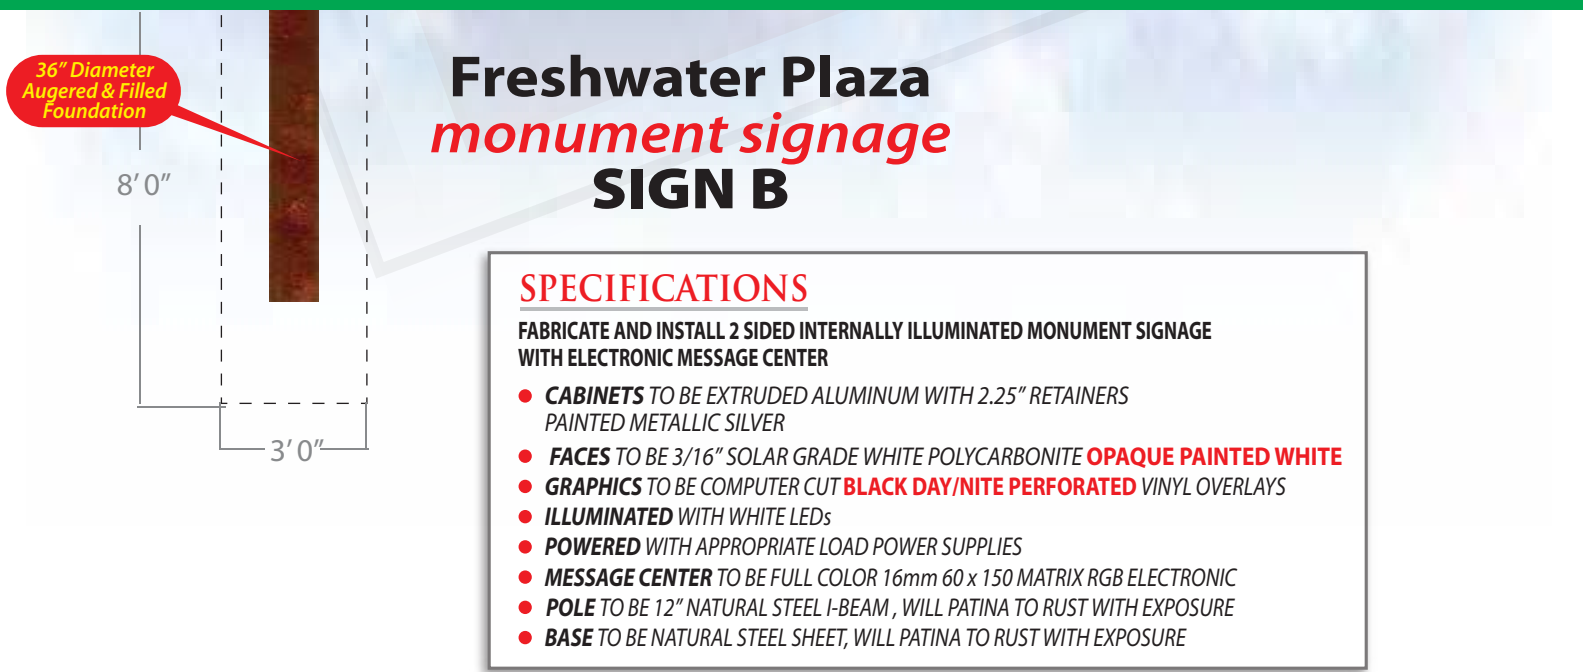 36” Diameter
Augered & Filled
Foundation
8’ 0”
3’ 0”
Freshwater Plaza
monument signage
SIGN B
SPECIFICATIONS
FABRICATE AND INSTALL 2 SIDED INTERNALLY ILLUMINATED MONUMENT SIGNAGE
WITH ELECTRONIC MESSAGE CENTER
● CABINETS TO BE EXTRUDED ALUMINUM WITH 2.25” RETAINERS
PAINTED METALLIC SILVER
● FACES TO BE 3/16” SOLAR GRADE WHITE POLYCARBONITE OPAQUE PAINTED WHITE
● GRAPHICS TO BE COMPUTER CUT BLACK DAY/NITE PERFORATED VINYL OVERLAYS
● ILLUMINATED WITH WHITE LEDs
● POWERED WITH APPROPRIATE LOAD POWER SUPPLIES
● MESSAGE CENTER TO BE FULL COLOR 16mm 60 x 150 MATRIX RGB ELECTRONIC
● POLE TO BE 12” NATURAL STEEL I-BEAM , WILL PATINA TO RUST WITH EXPOSURE
● BASE TO BE NATURAL STEEL SHEET, WILL PATINA TO RUST WITH EXPOSURE